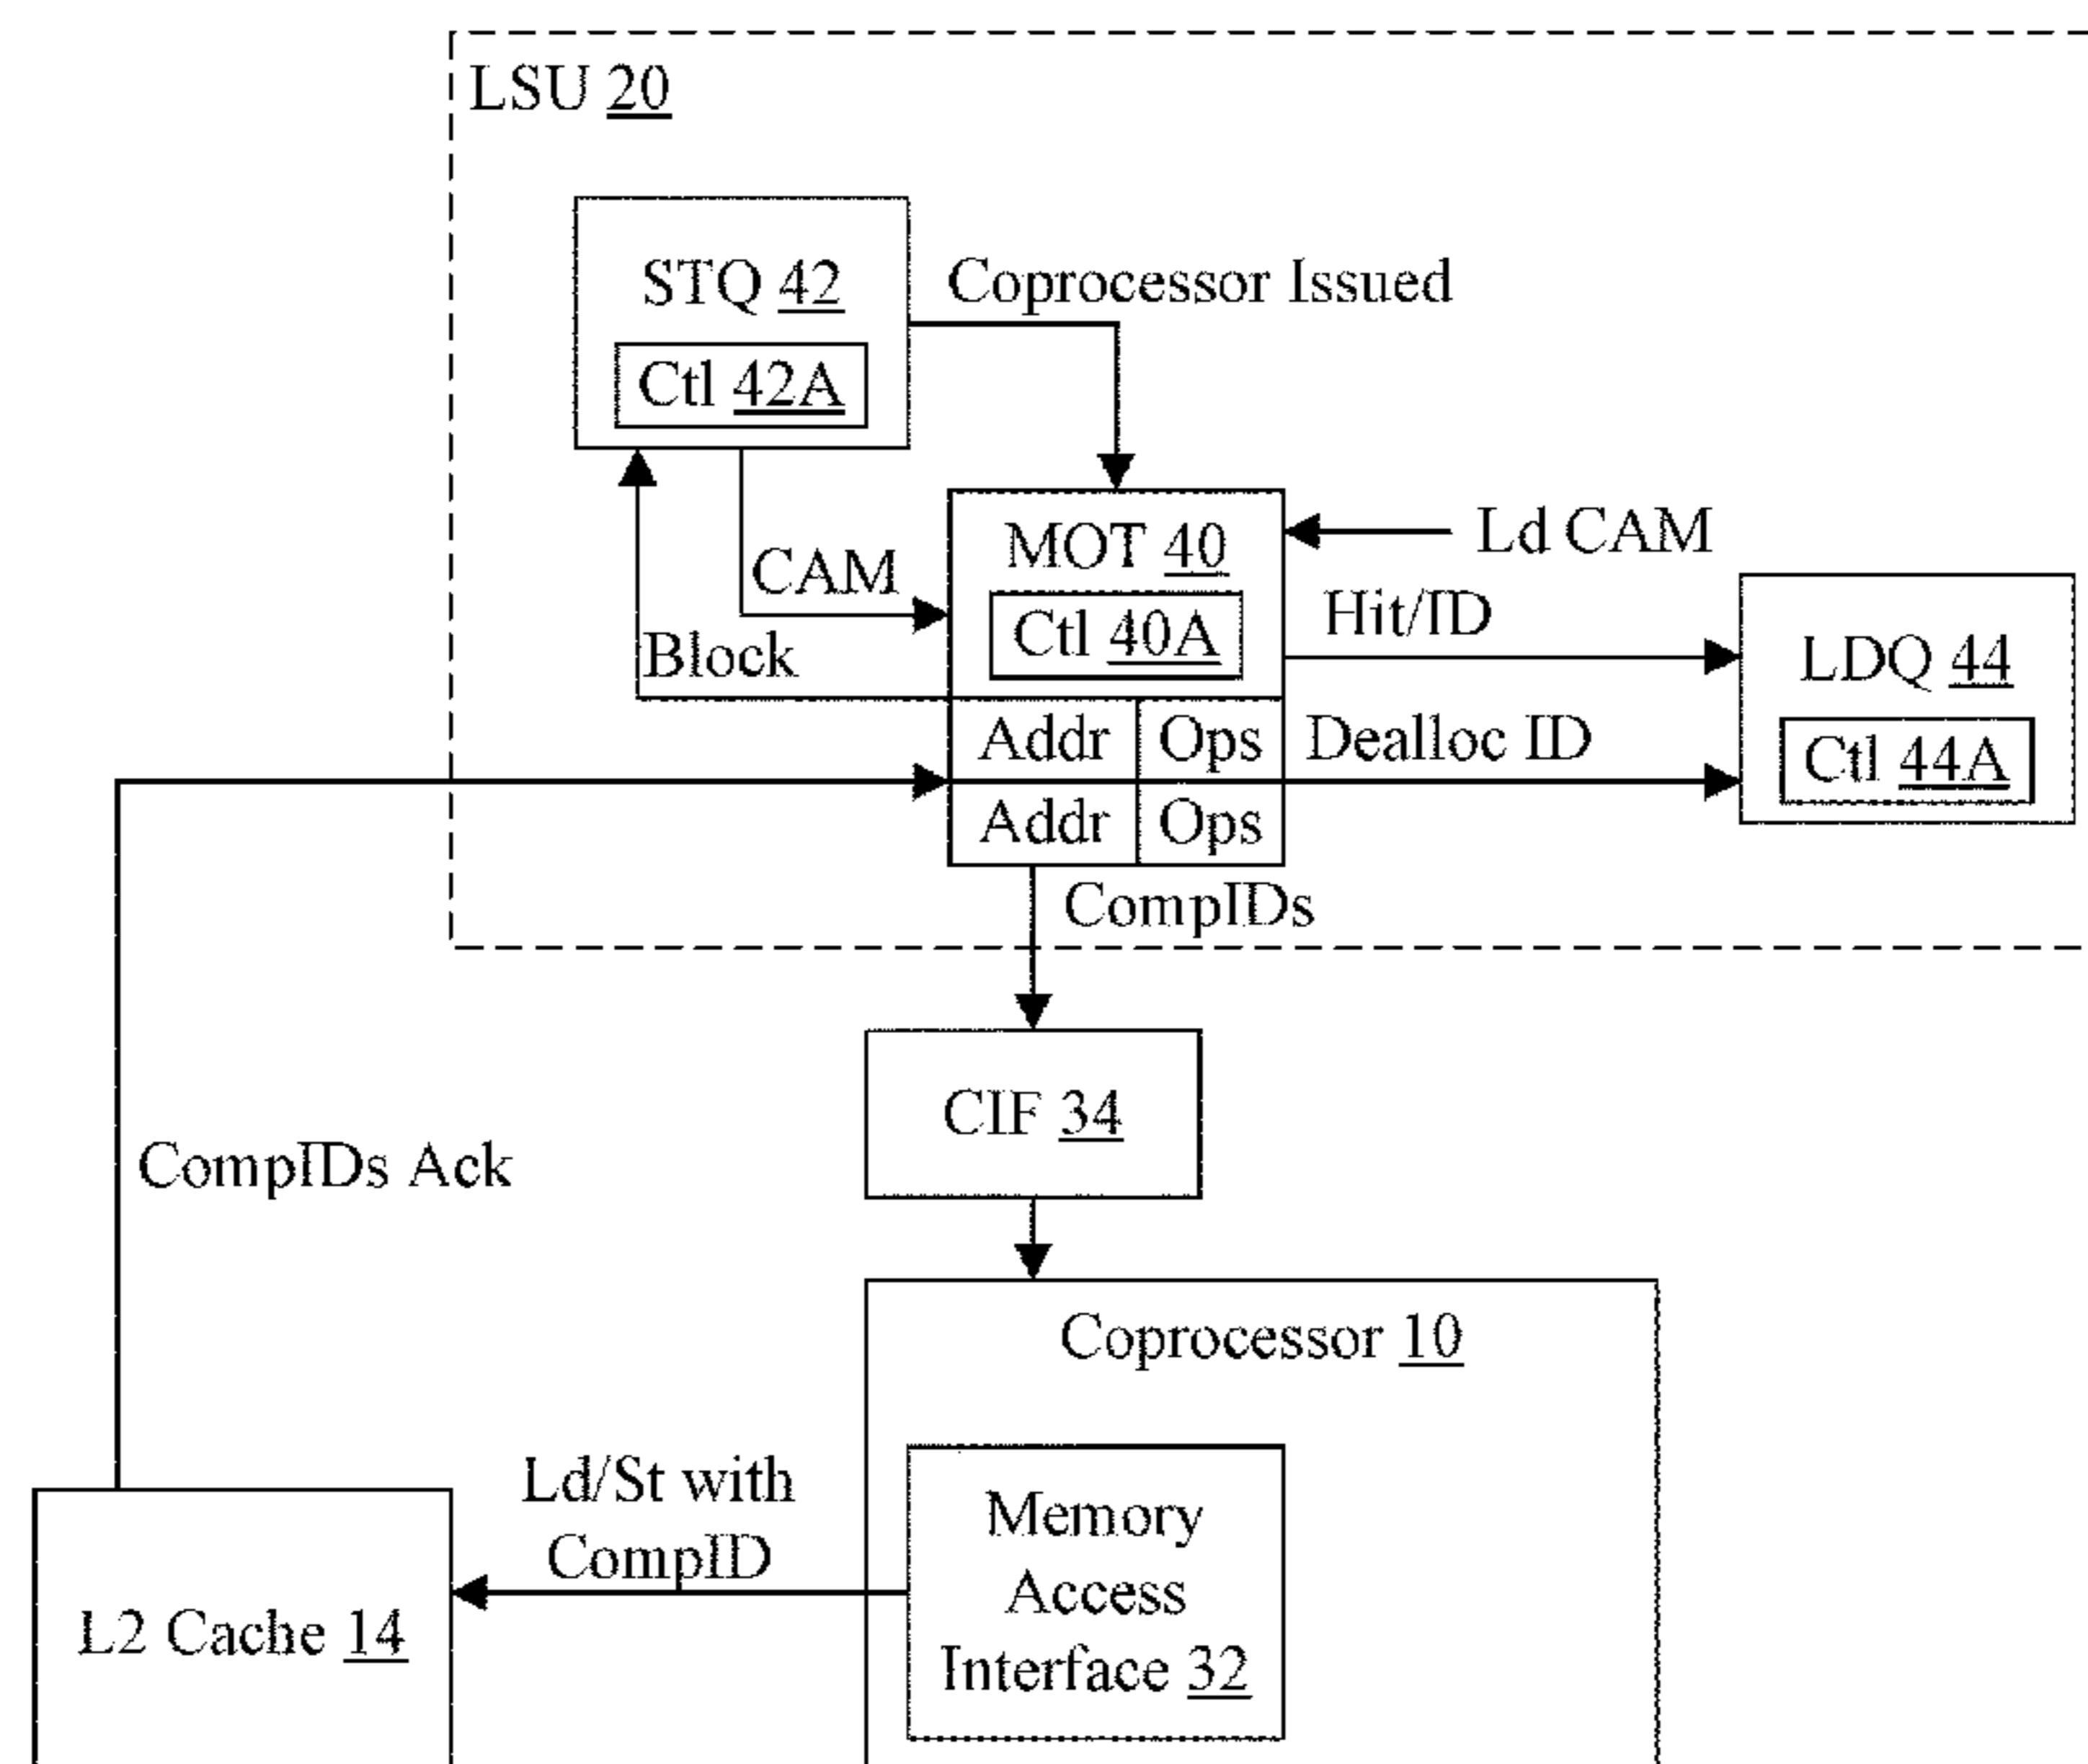 LSU 20
STQ 42
Coprocessor Issued
Ctl 42A
MOT 40
Ld CAM
CAM
Hit/ID
Ctl 40A
Block
LDQ 44
Addr Ops
Dealloc ID
Ctl 44A
Addr Ops
CompIDs
CIF 34
CompIDs Ack
Coprocessor 10
Ld/St with
CompID
Memory
Access
Interface 32
L2 Cache 14